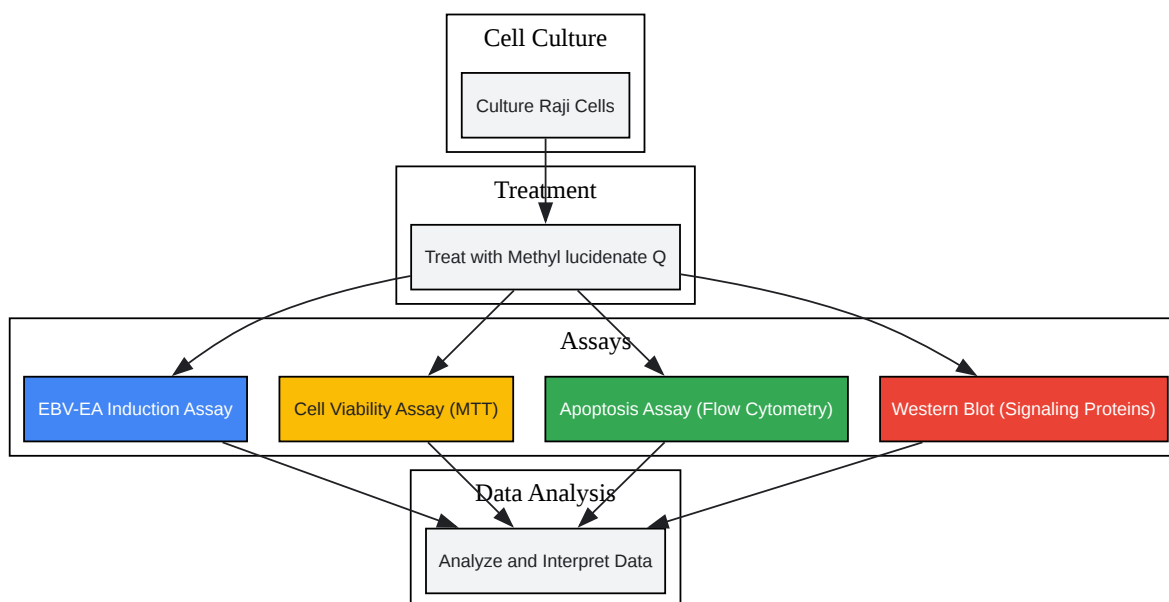 Cell Culture
Culture Raji Cells
Treatment
Treat with Methyl lucidenate Q
Assays
EBV-EA Induction Assay
Cell Viability Assay (MTT)
Apoptosis Assay (Flow Cytometry)
Western Blot (Signaling Proteins)
Data Analysis
Analyze and Interpret Data